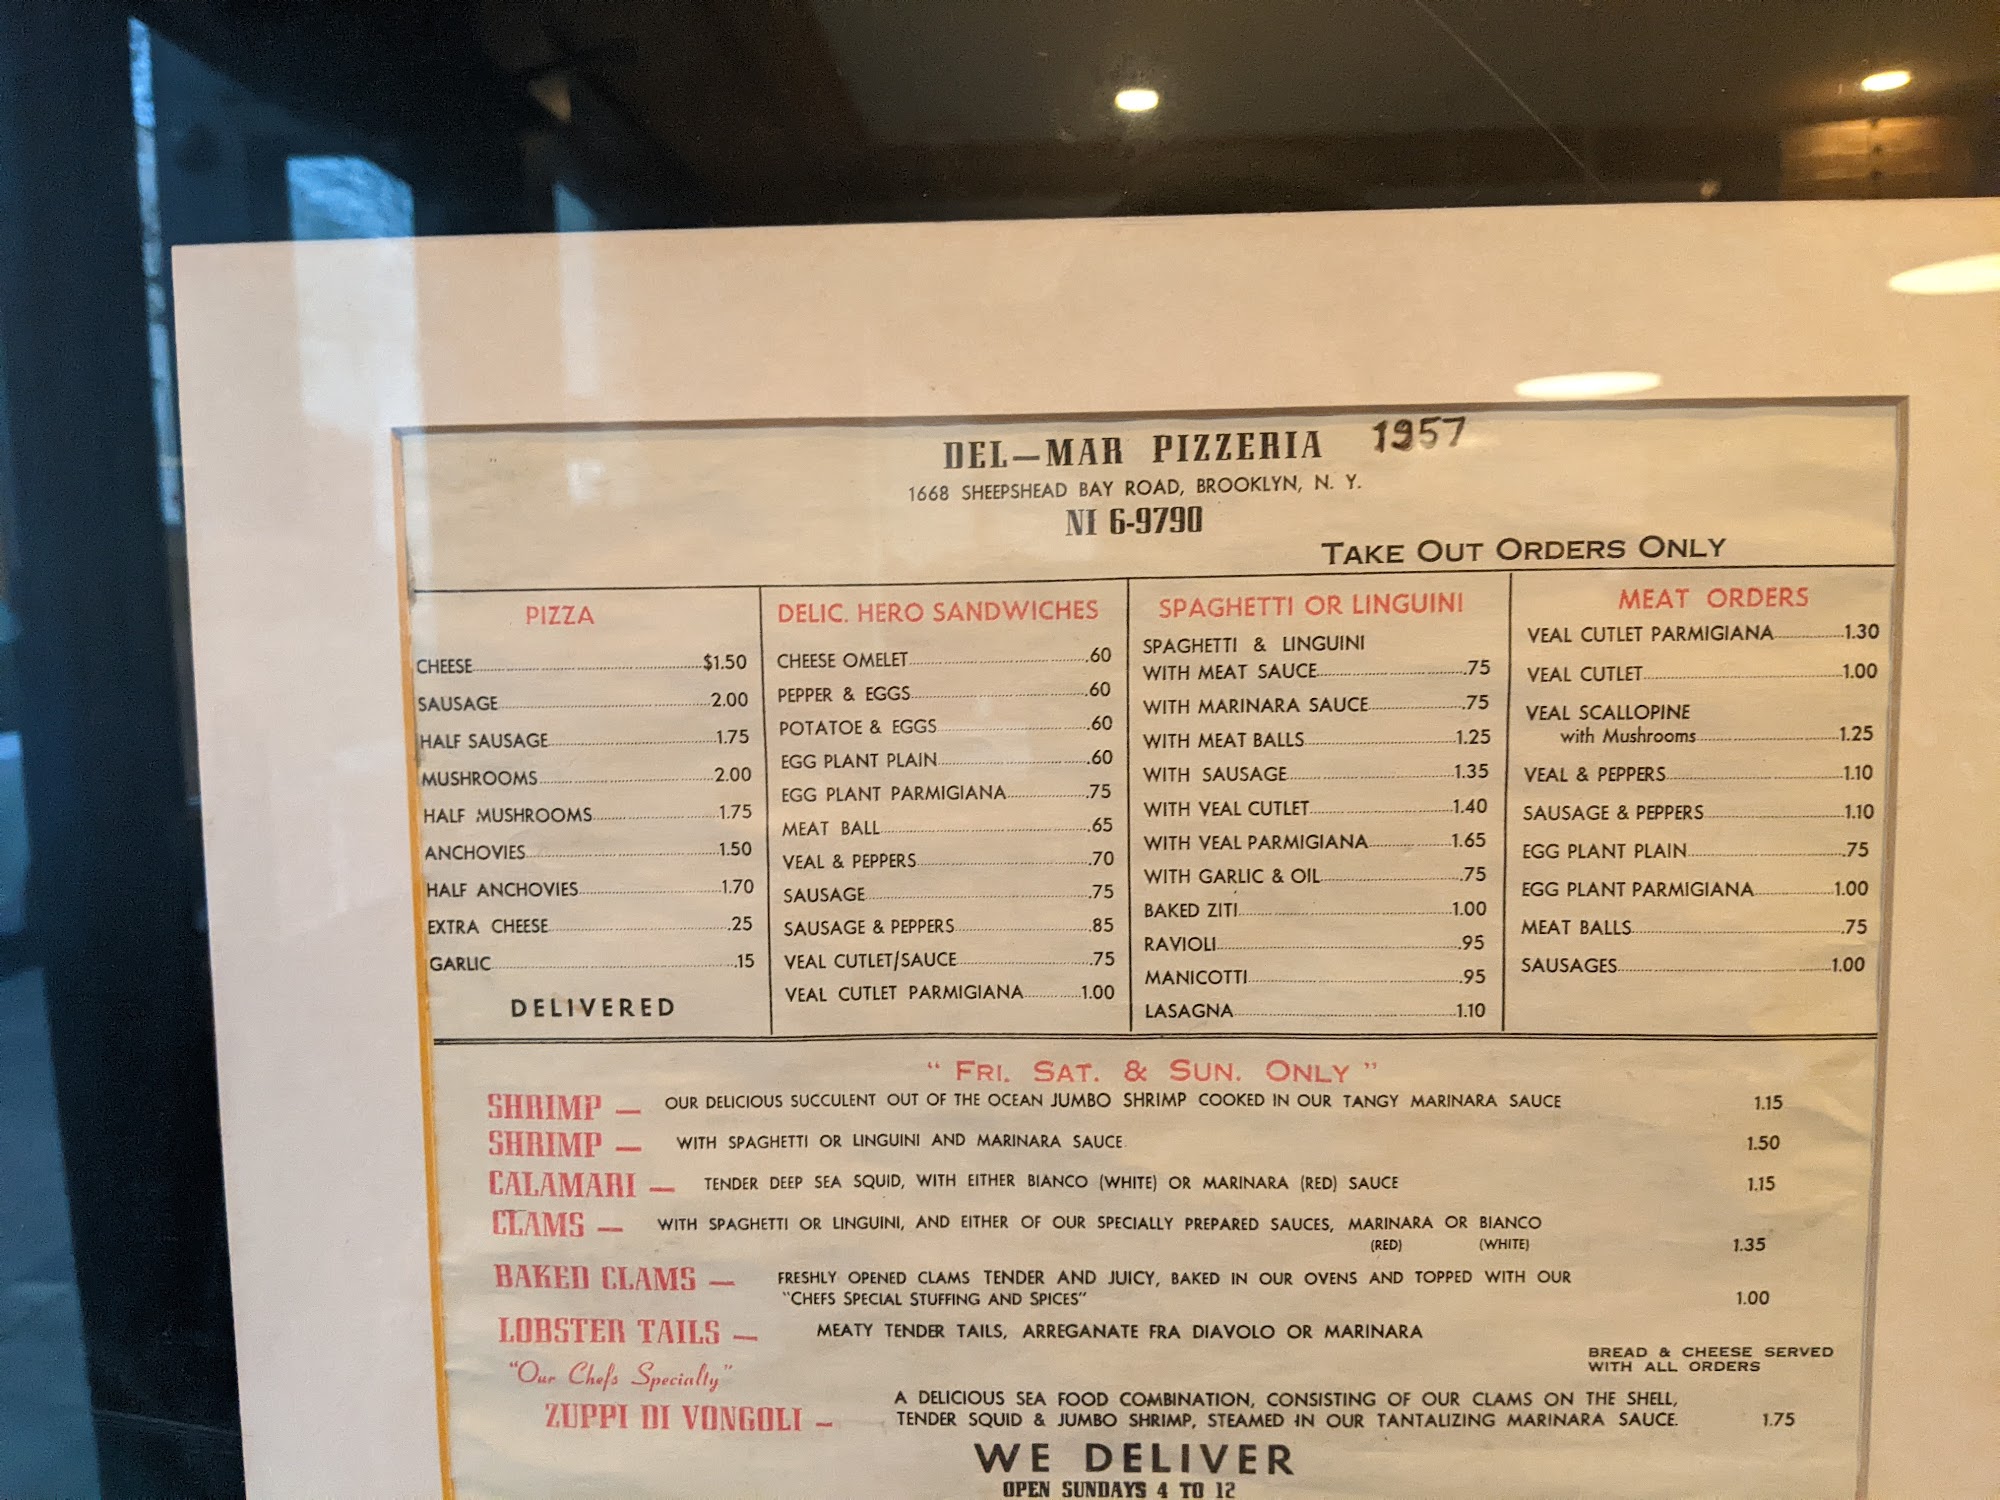 DEL—MAR PIZZERIA 1957
1668 SHEEPSHEAD BAY ROAD, BROOKLYN, N. Y.
NI 6-9790
TAKE OUT ORDERS ONLY
PIZZA
CHEESE $1.50
SAUSAGE 2.00
HALF SAUSAGE 1.75
MUSHROOMS 2.00
HALF MUSHROOMS 1.75
ANCHOVIES 1.50
HALF ANCHOVIES 1.70
EXTRA CHEESE .25
GARLIC .15
DELIVERED
DELIC. HERO SANDWICHES
CHEESE OMELET .60
PEPPER & EGGS .60
POTATOE & EGGS .60
EGG PLANT PLAIN .60
EGG PLANT PARMIGIANA .75
MEAT BALL .65
VEAL & PEPPERS .70
SAUSAGE .75
SAUSAGE & PEPPERS .85
VEAL CUTLET/SAUCE .75
VEAL CUTLET PARMIGIANA 1.00
SPAGHETTI OR LINGUINI
SPAGHETTI & LINGUINI
WITH MEAT SAUCE .75
WITH MARINARA SAUCE .75
WITH MEAT BALLS 1.25
WITH SAUSAGE 1.35
WITH VEAL CUTLET 1.40
WITH VEAL PARMIGIANA 1.65
WITH GARLIC & OIL .75
BAKED ZITI 1.00
RAVIOLI .95
MANICOTTI .95
LASAGNA 1.10
MEAT ORDERS
VEAL CUTLET PARMIGIANA 1.30
VEAL CUTLET 1.00
VEAL SCALLOPINE
with Mushrooms 1.25
VEAL & PEPPERS 1.10
SAUSAGE & PEPPERS 1.10
EGG PLANT PLAIN .75
EGG PLANT PARMIGIANA 1.00
MEAT BALLS .75
SAUSAGES 1.00
" FRI. SAT. & SUN. ONLY "
SHRIMP — OUR DELICIOUS SUCCULENT OUT OF THE OCEAN JUMBO SHRIMP COOKED IN OUR TANGY MARINARA SAUCE 1.15
SHRIMP — WITH SPAGHETTI OR LINGUINI AND MARINARA SAUCE 1.50
CALAMARI — TENDER DEEP SEA SQUID, WITH EITHER BIANCO (WHITE) OR MARINARA (RED) SAUCE 1.15
CLAMS — WITH SPAGHETTI OR LINGUINI, AND EITHER OF OUR SPECIALLY PREPARED SAUCES, MARINARA OR BIANCO
(RED) (WHITE) 1.35
BAKED CLAMS — FRESHLY OPENED CLAMS TENDER AND JUICY, BAKED IN OUR OVENS AND TOPPED WITH OUR
"CHEFS SPECIAL STUFFING AND SPICES" 1.00
LOBSTER TAILS — MEATY TENDER TAILS, ARREGANATE FRA DIAVOLO OR MARINARA
BREAD & CHEESE SERVED
WITH ALL ORDERS
"Our Chefs Specialty"
A DELICIOUS SEA FOOD COMBINATION, CONSISTING OF OUR CLAMS ON THE SHELL,
ZUPPI DI VONGOLI — TENDER SQUID & JUMBO SHRIMP, STEAMED IN OUR TANTALIZING MARINARA SAUCE. 1.75
WE DELIVER
OPEN SUNDAYS 4 TO 12